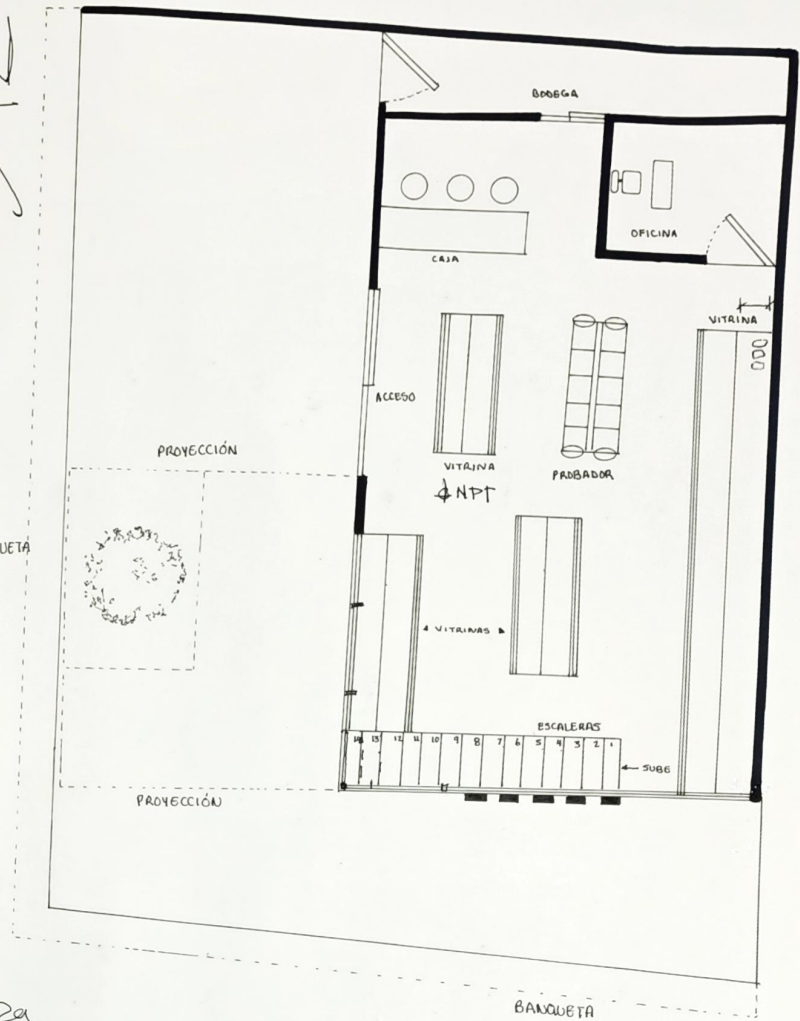 BODEGA
OFICINA
CAJA
VITRINA
ACCESO
VITRINA
NPT
PROBADOR
PROYECCIÓN
UETA
VITRINAS
ESCALERAS
14 13 12 11 10 9 8 7 6 5 4 3 2 1
SUBE
PROYECCIÓN
BANQUETA